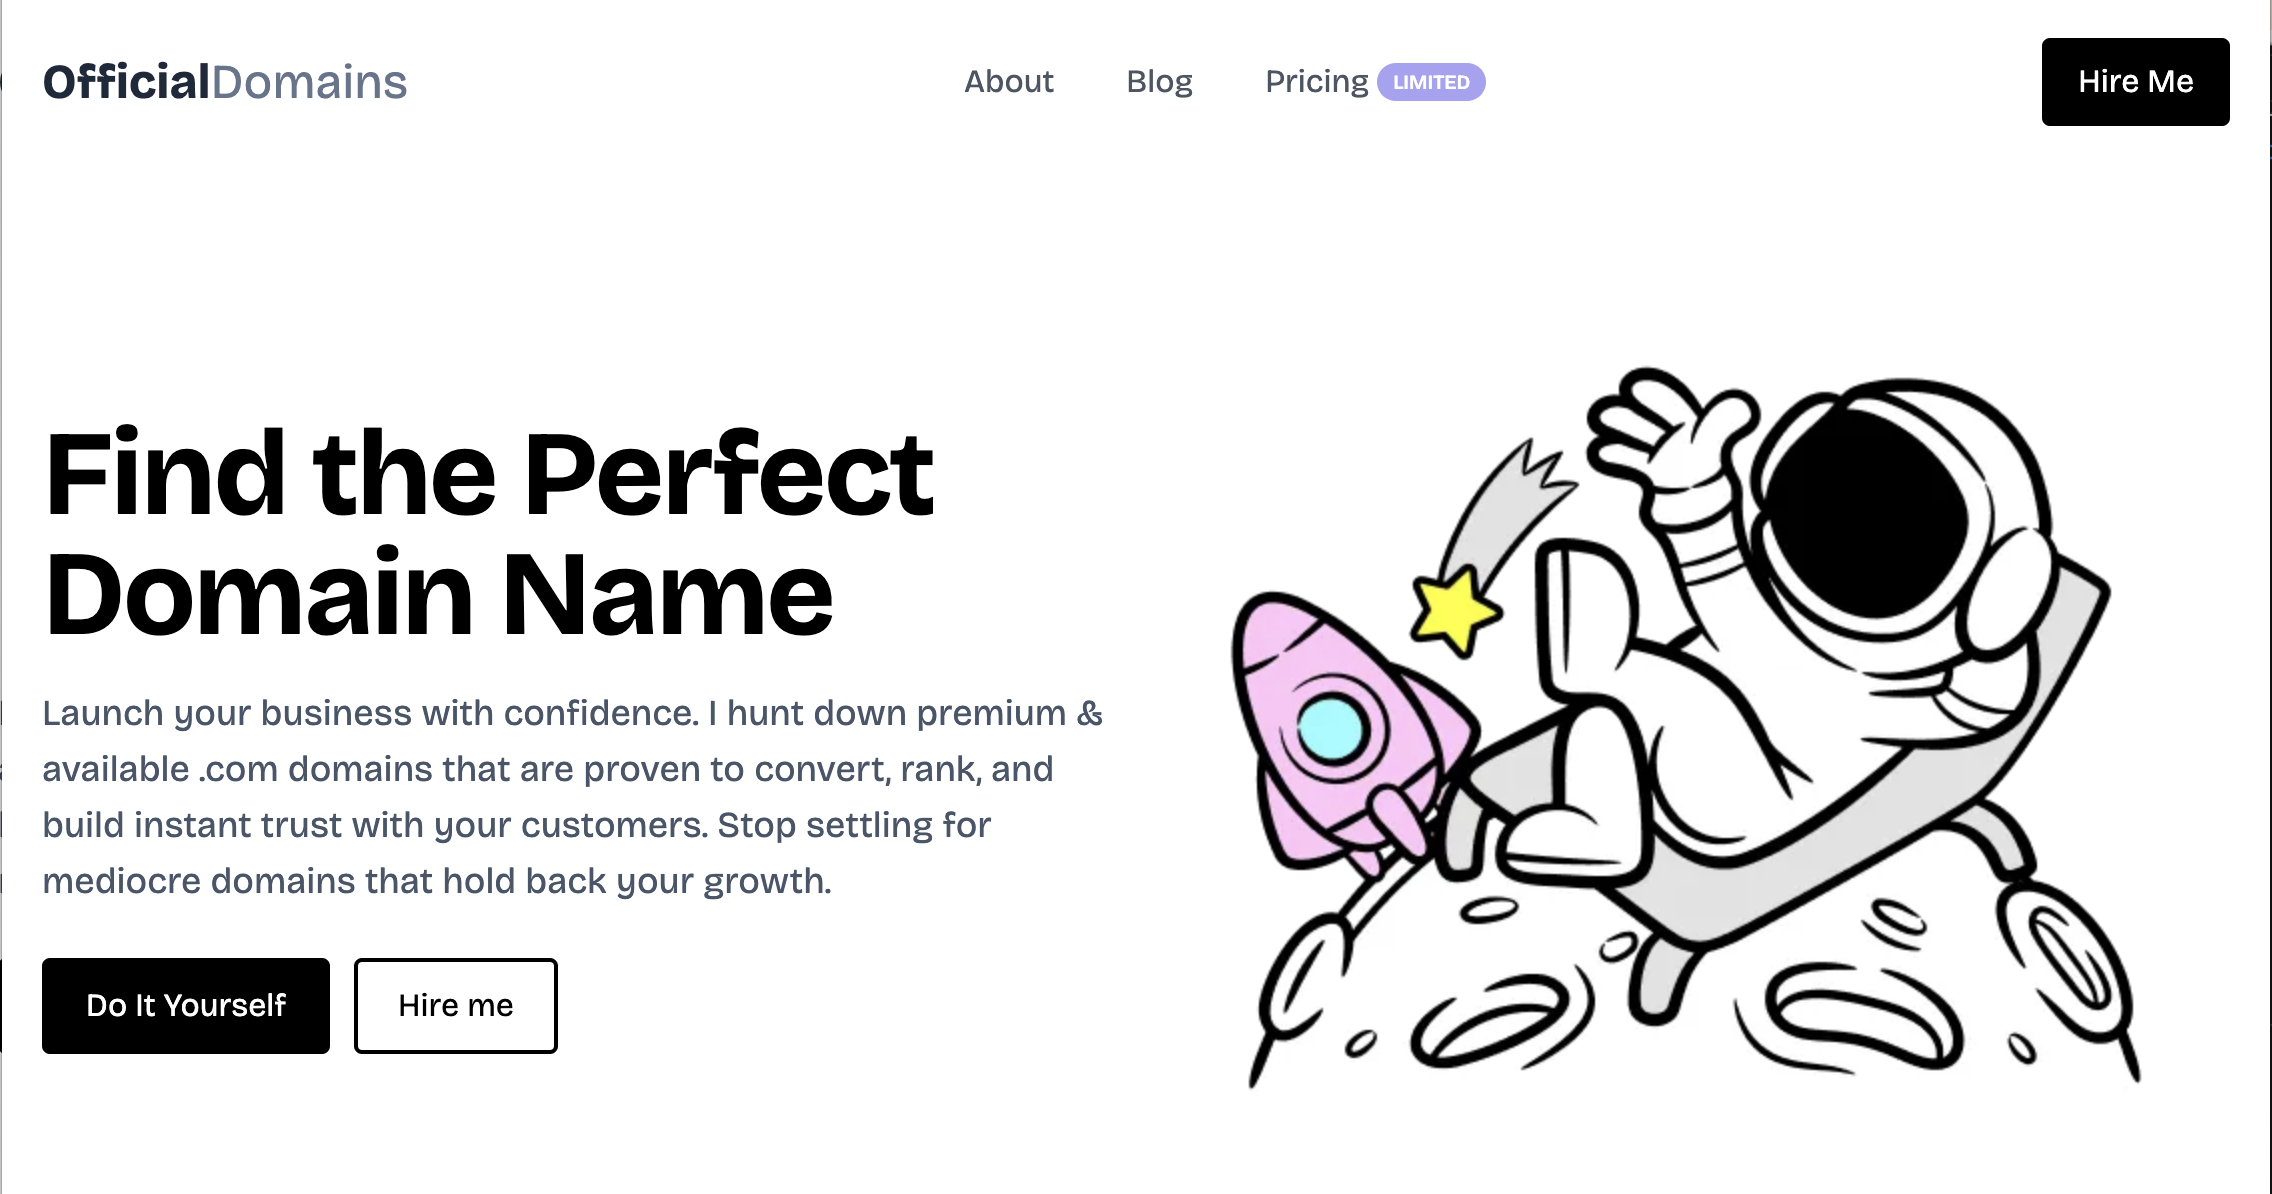 OfficialDomains
About
Blog
Pricing LIMITED
Hire Me
Find the Perfect
Domain Name
Launch your business with confidence. I hunt down premium &
available .com domains that are proven to convert, rank, and
build instant trust with your customers. Stop settling for
mediocre domains that hold back your growth.
Do It Yourself
Hire me